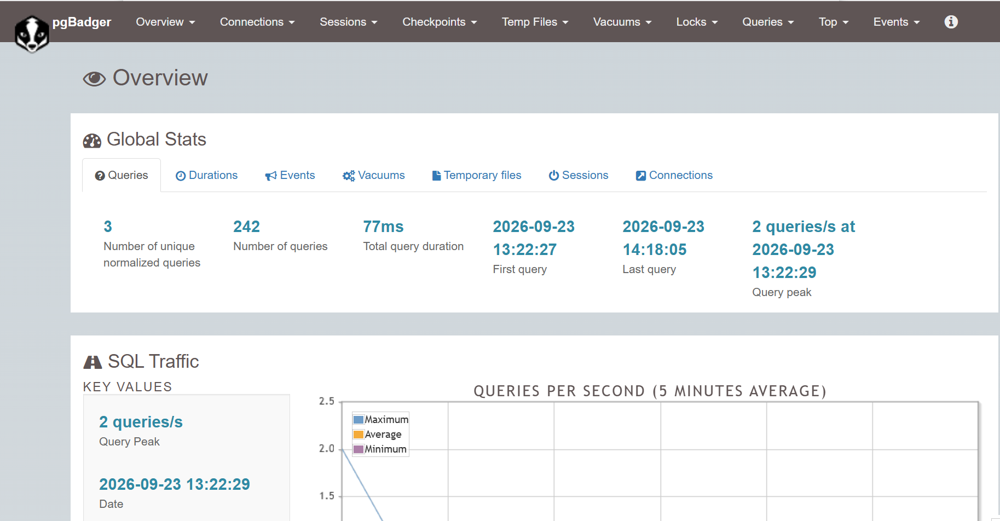 pgBadger Overview Connections Sessions Checkpoints Temp Files Vacuums Locks Queries Top Events
Overview
Global Stats
Queries Durations Events Vacuums Temporary files Sessions Connections
3
Number of unique
normalized queries
242
Number of queries
77ms
Total query duration
2026-09-23
13:22:27
First query
2026-09-23
14:18:05
Last query
2 queries/s at
2026-09-23
13:22:29
Query peak
SQL Traffic
KEY VALUES
2 queries/s
Query Peak
2026-09-23 13:22:29
Date
QUERIES PER SECOND (5 MINUTES AVERAGE)
2.5
Maximum
Average
Minimum
2.0
1.5